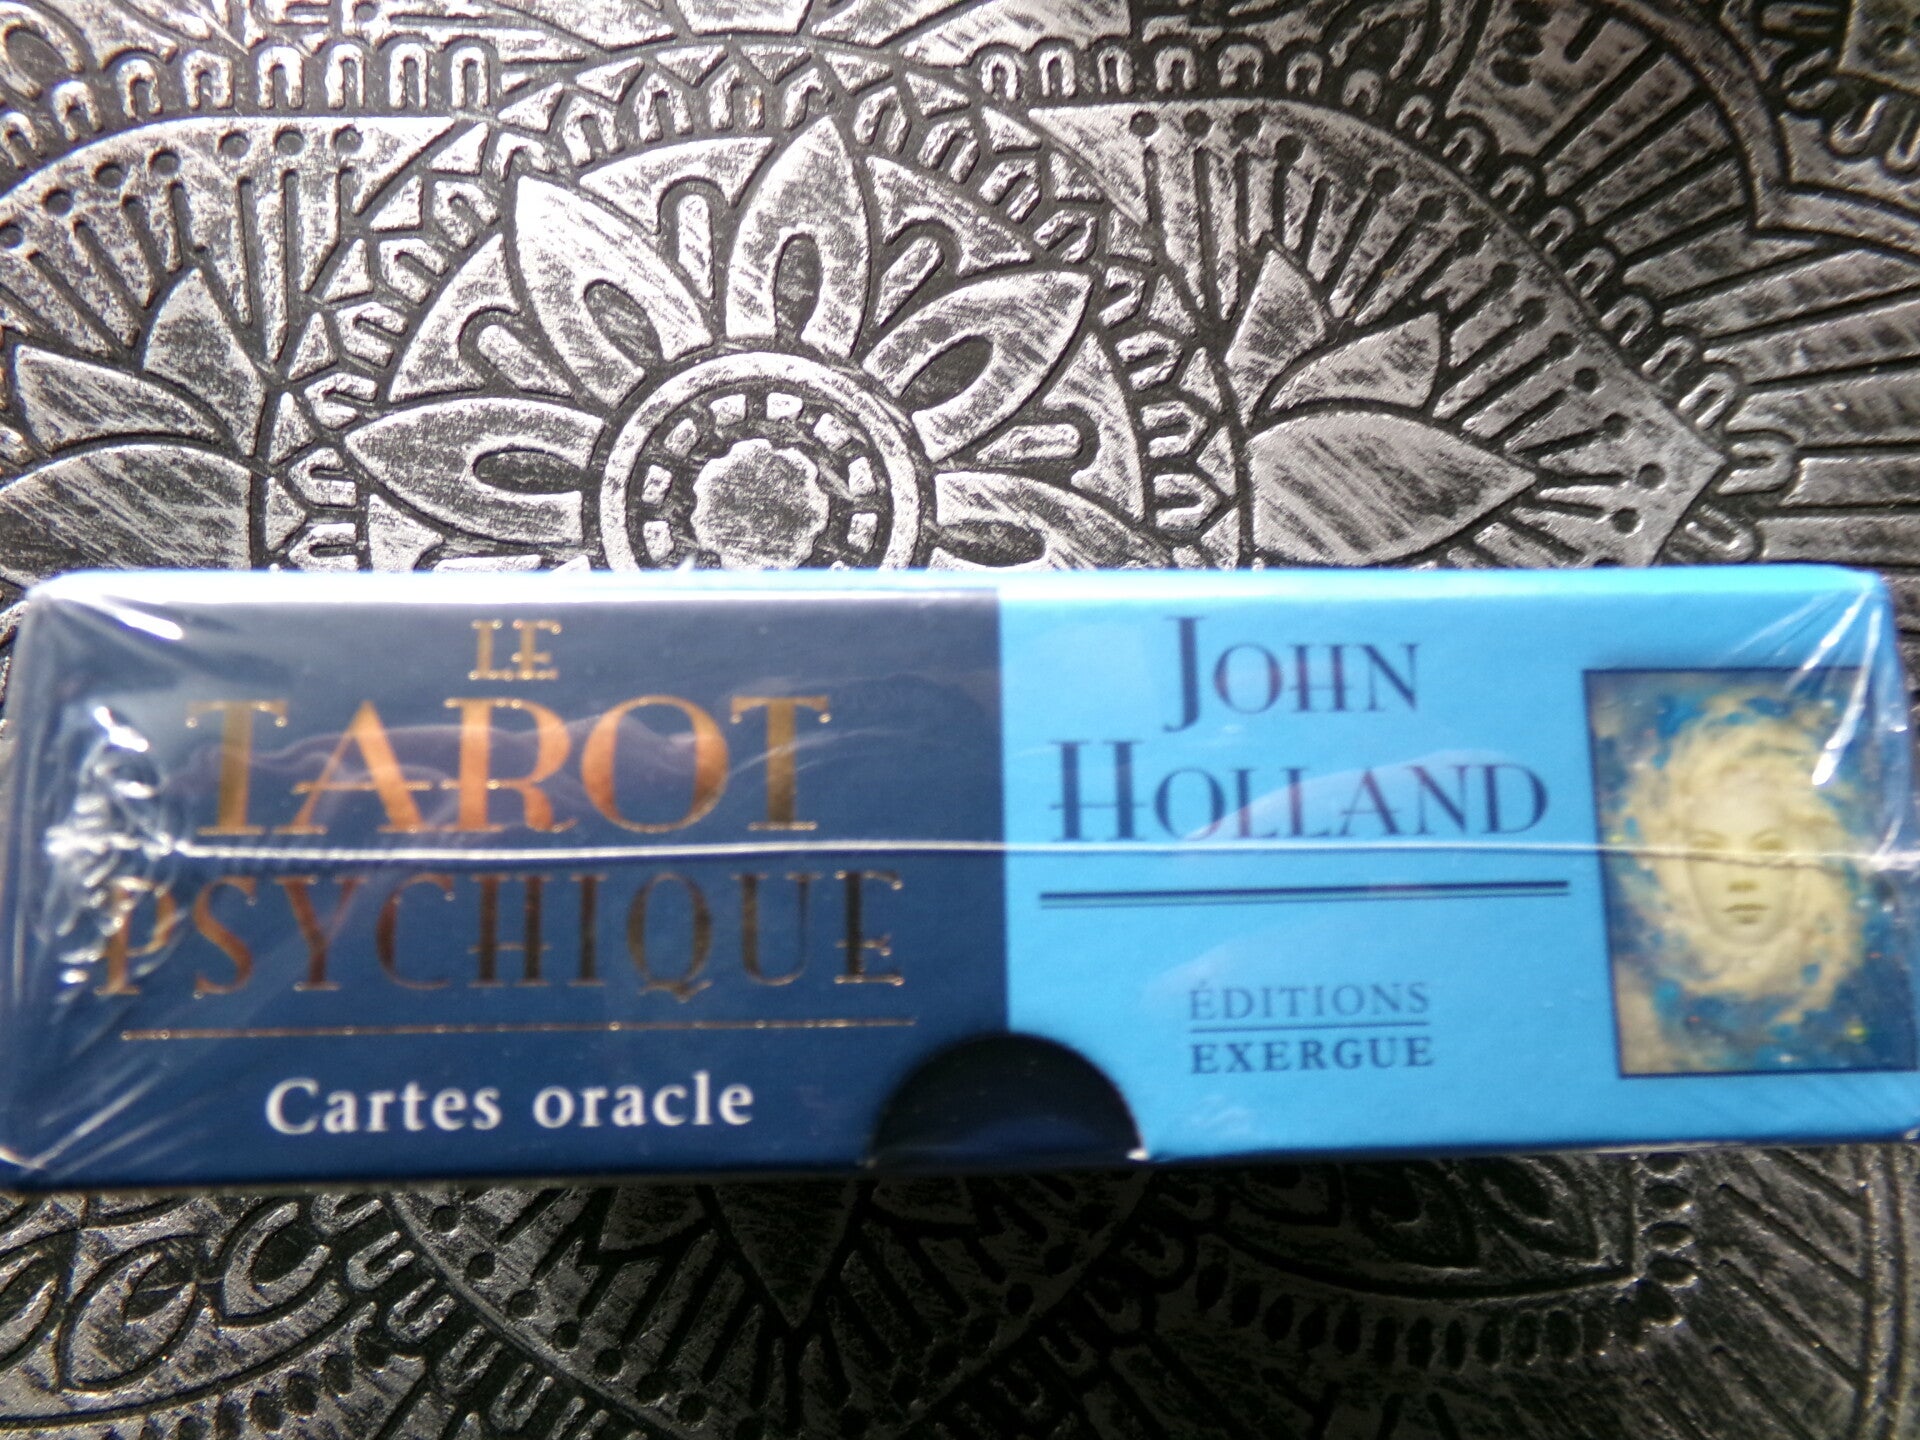 LE
TAROT
PSYCHIQUE
Cartes oracle
JOHN
HOLLAND
ÉDITIONS
EXERGUE